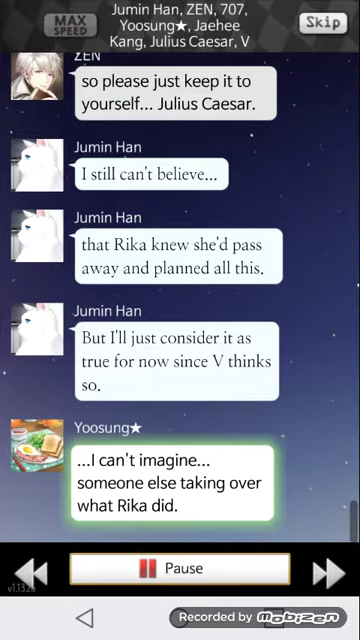 Jumin Han, ZEN, 707,
Yoosung★, Jaehee
Kang, Julius Caesar, V
MAX
SPEED
Skip
ZEN
so please just keep it to
yourself... Julius Caesar.
Jumin Han
I still can't believe...
Jumin Han
that Rika knew she'd pass
away and planned all this.
Jumin Han
But I'll just consider it as
true for now since V thinks
so.
Yoosung★
...I can't imagine...
someone else taking over
what Rika did.
Pause
Recorded by Mobizen